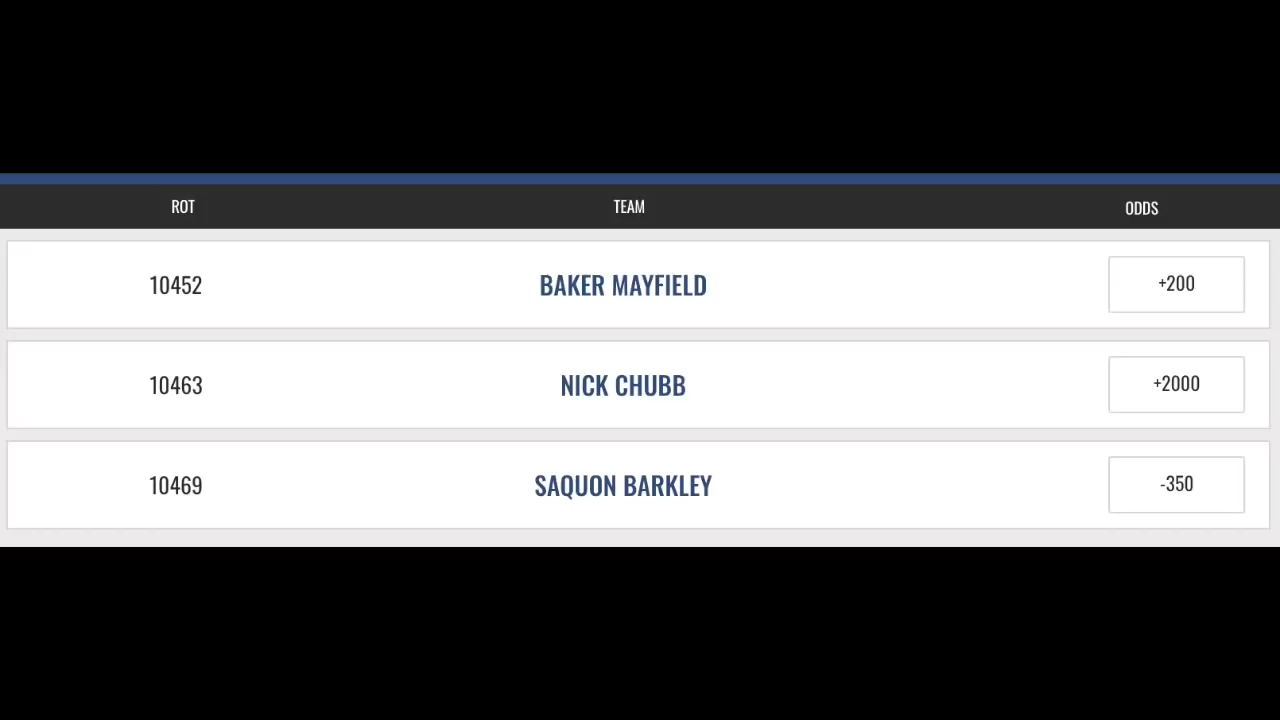 ROT TEAM ODDS
10452 BAKER MAYFIELD +200
10463 NICK CHUBB +2000
10469 SAQUON BARKLEY -350